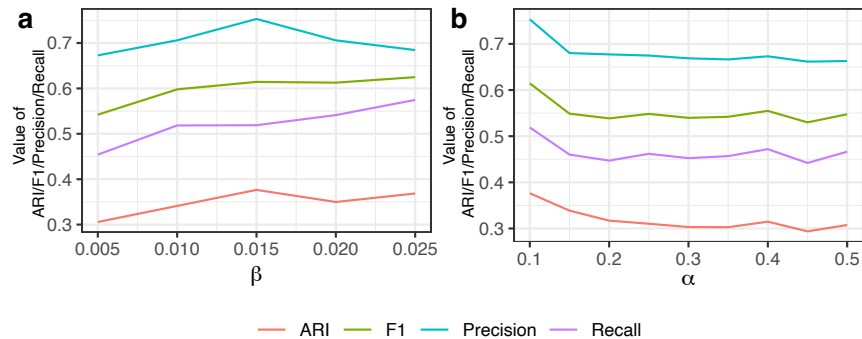 a
b
Value of
ARI/F1/Precision/Recall
0.7
0.6
0.5
0.4
0.3
0.005
0.010
0.015
0.020
0.025
β
Value of
ARI/F1/Precision/Recall
0.7
0.6
0.5
0.4
0.3
0.1
0.2
0.3
0.4
0.5
α
ARI
F1
Precision
Recall